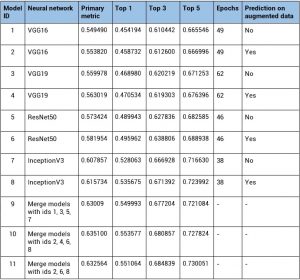 Model ID Neural network Primary metric Top 1 Top 3 Top 5 Epochs Prediction on augmented data
1 VGG16 0.549490 0.454194 0.610442 0.665546 49 No
2 VGG16 0.553820 0.458732 0.612600 0.666996 49 Yes
3 VGG19 0.559978 0.468980 0.620219 0.671253 62 No
4 VGG19 0.563019 0.470534 0.619303 0.676396 62 Yes
5 ResNet50 0.573424 0.489943 0.627836 0.682585 46 No
6 ResNet50 0.581954 0.495962 0.638806 0.688938 46 Yes
7 InceptionV3 0.607857 0.528066 0.666928 0.716630 38 No
8 InceptionV3 0.615734 0.535675 0.671392 0.723992 38 Yes
9 Merge models with ids 1, 3, 5, 7 0.63009 0.549993 0.677204 0.721084 - -
10 Merge models with ids 2, 4, 6, 8 0.635100 0.553577 0.680857 0.727824 - -
11 Merge models with ids 2, 6, 8 0.632564 0.551064 0.684839 0.730051 - -